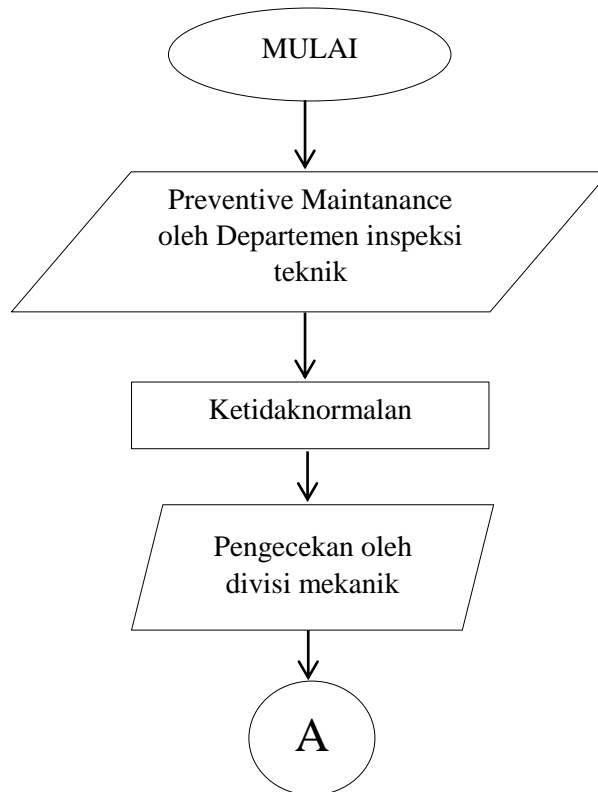 MULAI
Preventive Maintanance
oleh Departemen inspeksi
teknik
Ketidaknormalan
Pengecekan oleh
divisi mekanik
A